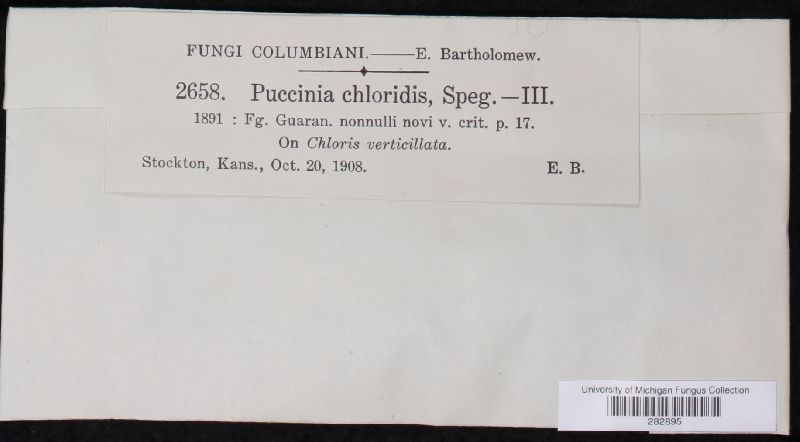 FUNGI COLUMBIANI.——E. Bartholomew.
2658. Puccinia chloridis, Speg.—III.
1891 : Fg. Guaran. nonnulli novi v. crit. p. 17.
On Chloris verticillata.
Stockton, Kans., Oct. 20, 1908. E. B.
University of Michigan Fungus Collection
282895